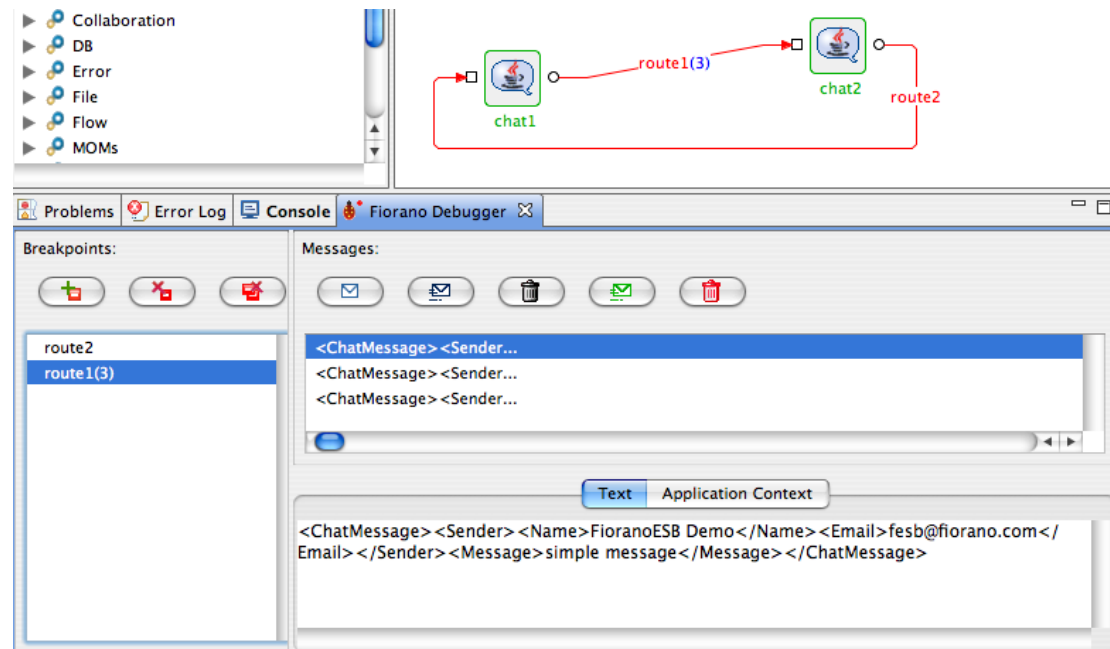 Collaboration
DB
Error
File
Flow
MOMs
route1(3)
chat1
chat2
route2
Problems
Error Log
Console
Fiorano Debugger
Breakpoints:
Messages:
route2
route1(3)
<ChatMessage><Sender...
<ChatMessage><Sender...
<ChatMessage><Sender...
Text
Application Context
<ChatMessage><Sender><Name>FioranoESB Demo</Name><Email>fesb@fiorano.com</
Email></Sender><Message>simple message</Message></ChatMessage>